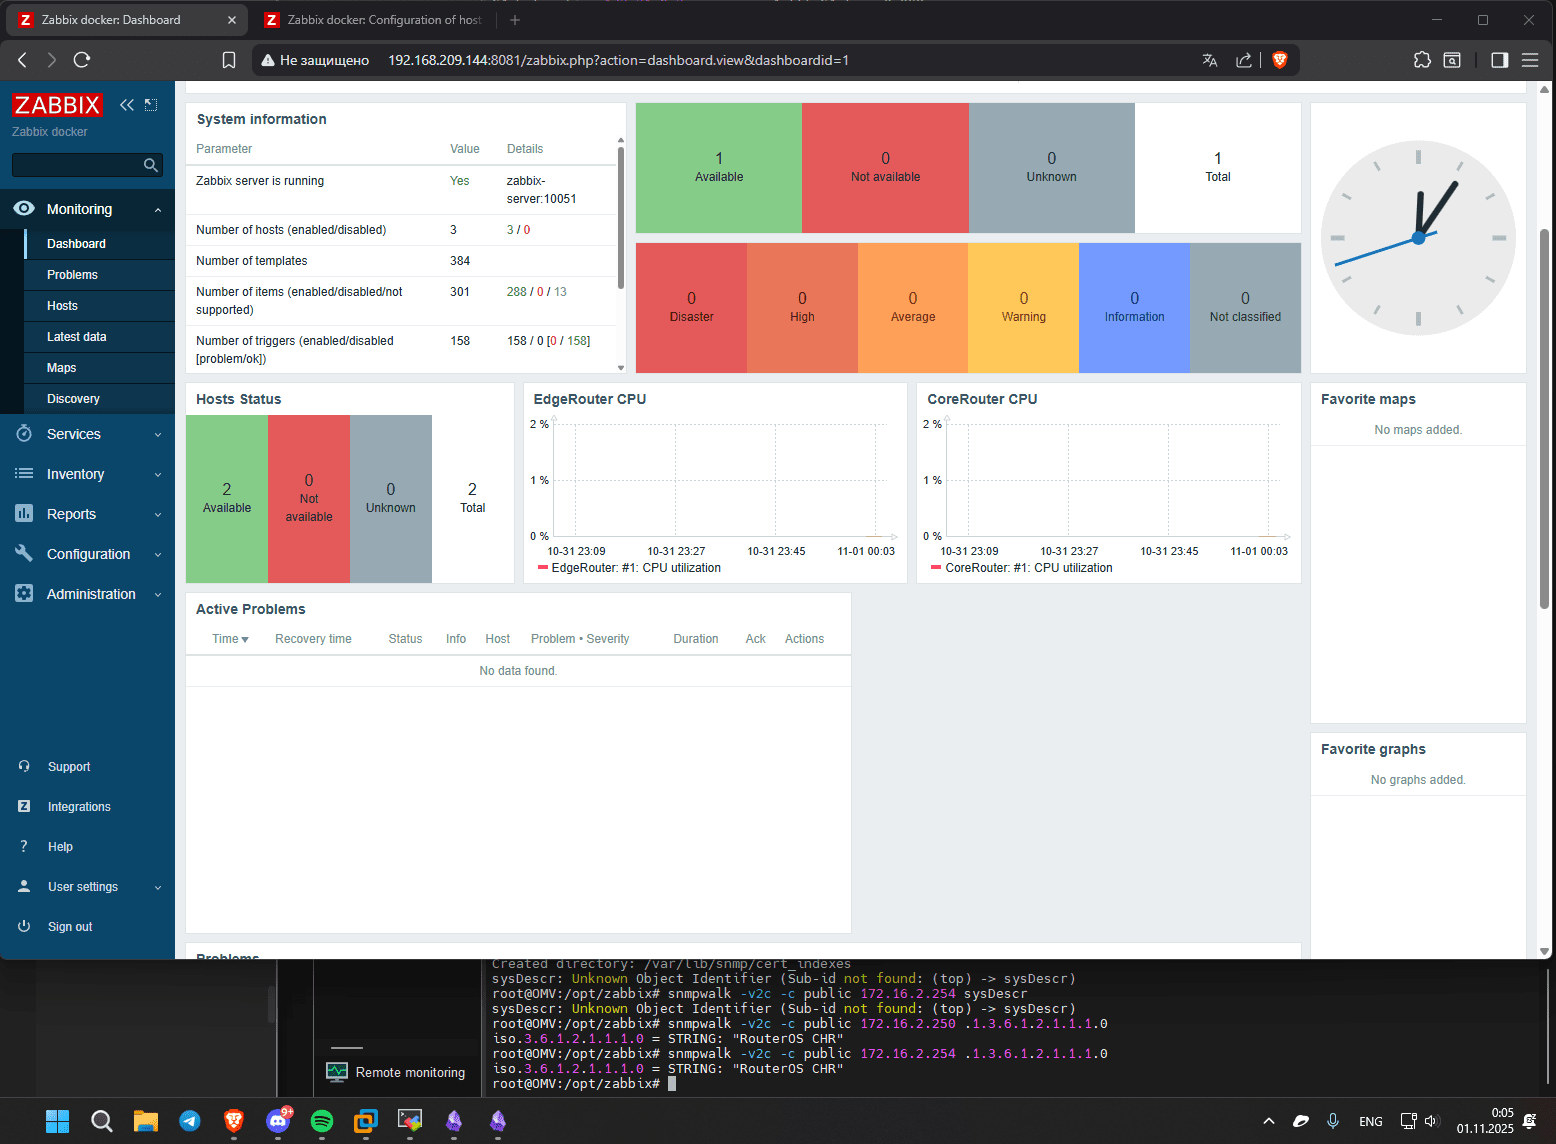 Zabbix docker: Dashboard
Zabbix docker: Configuration of host
Не защищено 192.168.209.144:8081/zabbix.php?action=dashboard.view&dashboardid=1
ZABBIX
Zabbix docker
Monitoring
Dashboard
Problems
Hosts
Latest data
Maps
Discovery
Services
Inventory
Reports
Configuration
Administration
Support
Integrations
Help
User settings
Sign out
System information
Parameter Value Details
Zabbix server is running Yes zabbix-
server:10051
Number of hosts (enabled/disabled) 3 3 / 0
Number of templates 384
Number of items (enabled/disabled/not 301 288 / 0 / 13
supported)
Number of triggers (enabled/disabled 158 158 / 0 [0 / 158]
[problem/ok])
1 0 0 1
Available Not available Unknown Total
0 0 0 0 0 0
Disaster High Average Warning Information Not classified
Hosts Status
2 0 0 2
Available Not Unknown Total
available
EdgeRouter CPU
2 %
1 %
0 %
10-31 23:09 10-31 23:27 10-31 23:45 11-01 00:03
EdgeRouter: #1: CPU utilization
CoreRouter CPU
2 %
1 %
0 %
10-31 23:09 10-31 23:27 10-31 23:45 11-01 00:03
CoreRouter: #1: CPU utilization
Favorite maps
No maps added.
Active Problems
Time Recovery time Status Info Host Problem • Severity Duration Ack Actions
No data found.
Favorite graphs
No graphs added.
Problems
Created directory: /var/lib/snmp/cert_indexes
sysDescr: Unknown Object Identifier (Sub-id not found: (top) -> sysDescr)
root@OMV:/opt/zabbix# snmpwalk -v2c -c public 172.16.2.254 sysDescr
sysDescr: Unknown Object Identifier (Sub-id not found: (top) -> sysDescr)
root@OMV:/opt/zabbix# snmpwalk -v2c -c public 172.16.2.250 .1.3.6.1.2.1.1.1.0
iso.3.6.1.2.1.1.1.0 = STRING: "RouterOS CHR"
root@OMV:/opt/zabbix# snmpwalk -v2c -c public 172.16.2.254 .1.3.6.1.2.1.1.1.0
iso.3.6.1.2.1.1.1.0 = STRING: "RouterOS CHR"
root@OMV:/opt/zabbix#
Remote monitoring
9+
ENG
0:05
01.11.2025